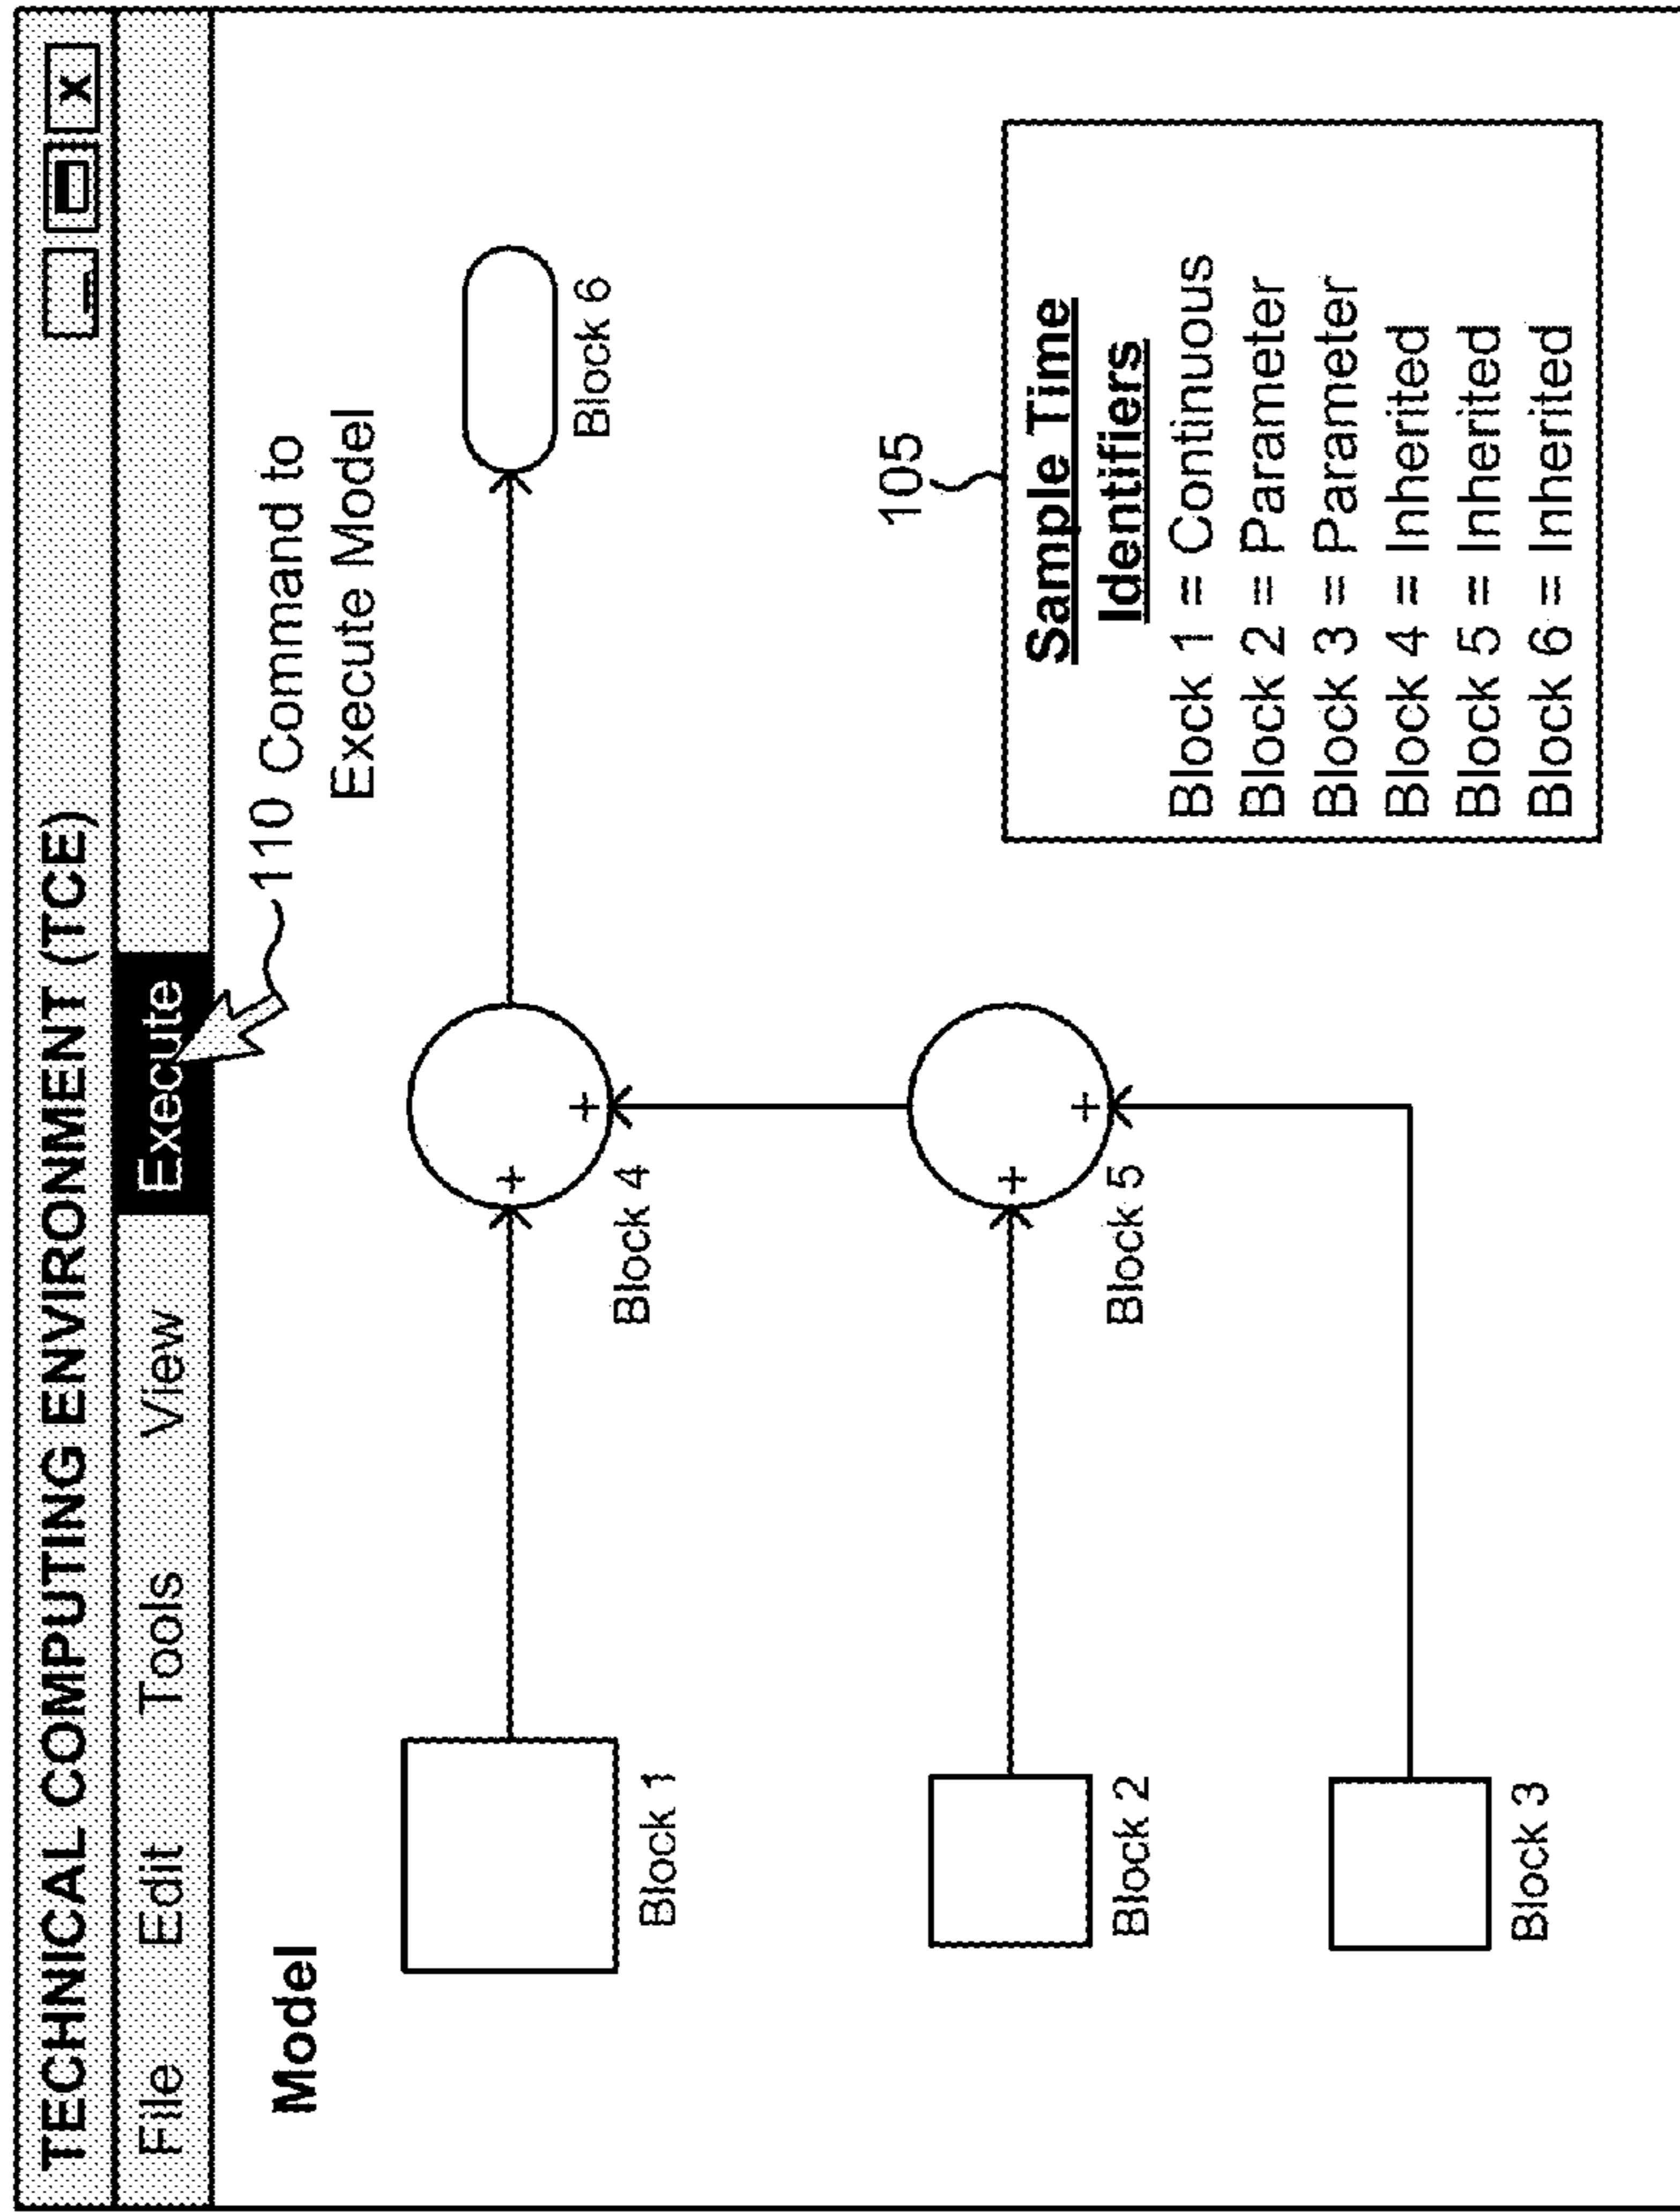 TECHNICAL COMPUTING ENVIRONMENT (TCE)
_ X
File Edit Tools View Execute
110 Command to
Execute Model
Model
Block 1
+
+
Block 4
Block 6
Block 2
+
+
Block 5
Block 3
105
Sample Time
Identifiers
Block 1 = Continuous
Block 2 = Parameter
Block 3 = Parameter
Block 4 = Inherited
Block 5 = Inherited
Block 6 = Inherited